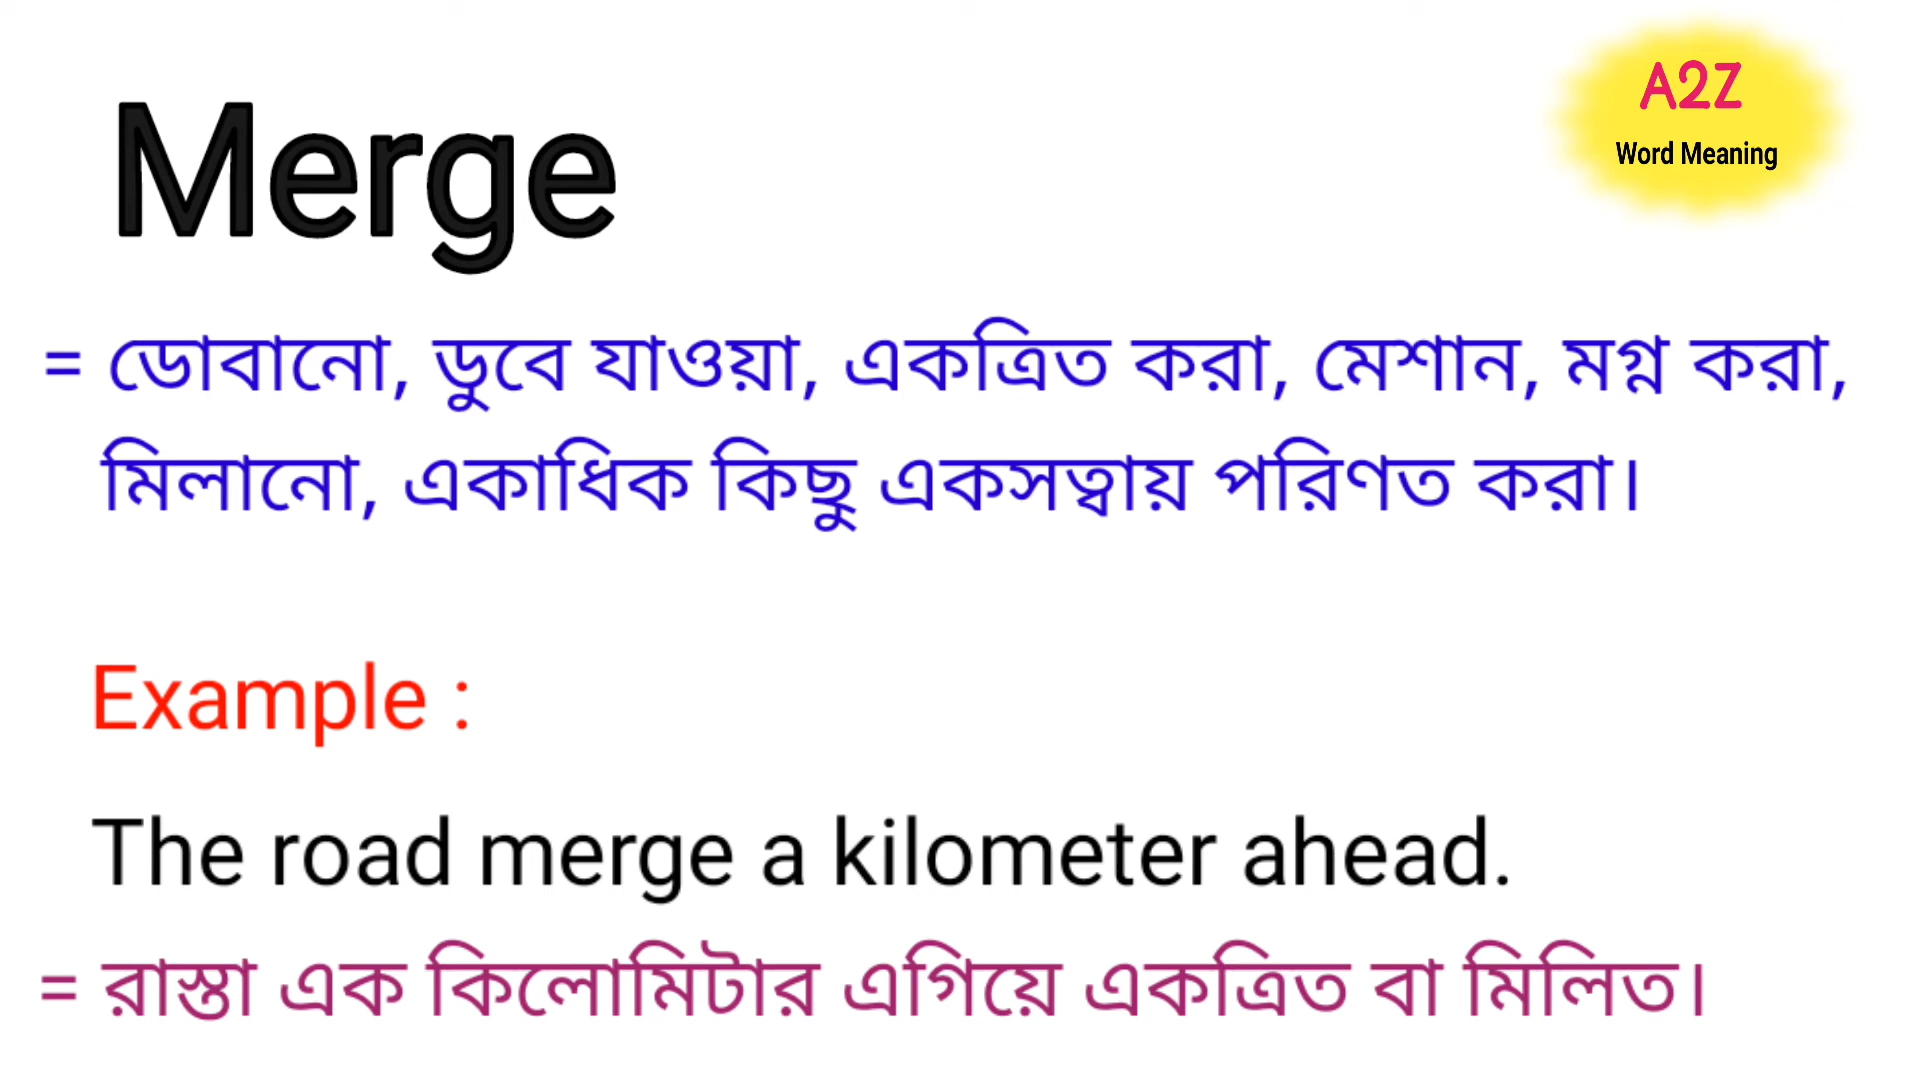 Merge
A2Z
Word Meaning
= ডোবানো, ডুবে যাওয়া, একত্রিত করা, মেশান, মগ্ন করা,
মিলানো, একাধিক কিছু একসত্বায় পরিণত করা।
Example :
The road merge a kilometer ahead.
= রাস্তা এক কিলোমিটার এগিয়ে একত্রিত বা মিলিত।